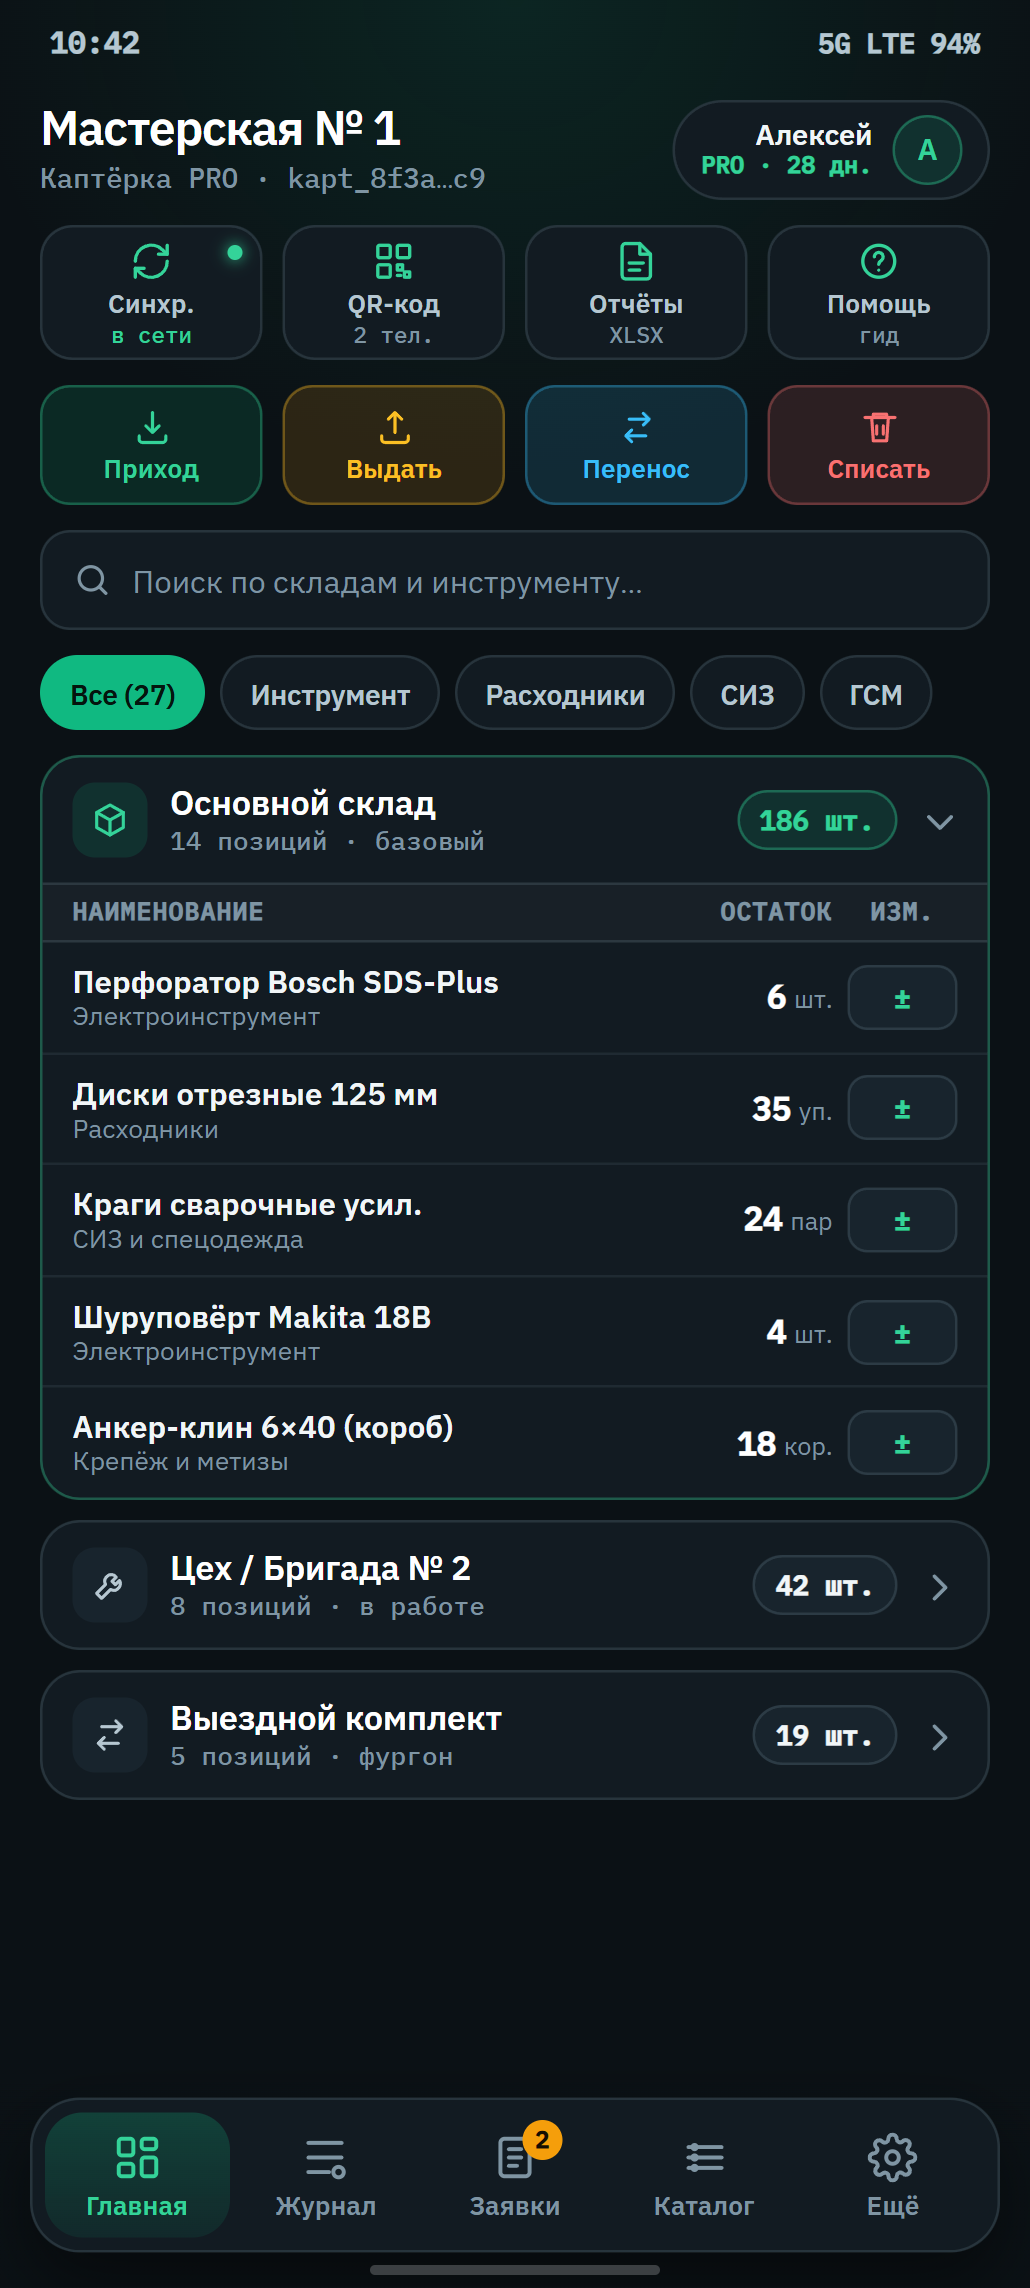 10:42 5G LTE 94%
Мастерская № 1
Каптёрка PRO · kapt_8f3a…c9
Алексей
PRO · 28 дн.
А
Синхр.
в сети
QR-код
2 тел.
Отчёты
XLSX
Помощь
гид
Приход
Выдать
Перенос
Списать
Поиск по складам и инструменту…
Все (27) Инструмент Расходники СИЗ ГСМ
Основной склад
14 позиций · базовый
186 шт.
НАИМЕНОВАНИЕ ОСТАТОК ИЗМ.
Перфоратор Bosch SDS-Plus
Электроинструмент
6 шт. ±
Диски отрезные 125 мм
Расходники
35 уп. ±
Краги сварочные усил.
СИЗ и спецодежда
24 пар ±
Шуруповёрт Makita 18В
Электроинструмент
4 шт. ±
Анкер-клин 6×40 (короб)
Крепёж и метизы
18 кор. ±
Цех / Бригада № 2
8 позиций · в работе
42 шт.
Выездной комплект
5 позиций · фургон
19 шт.
2
Главная Журнал Заявки Каталог Ещё